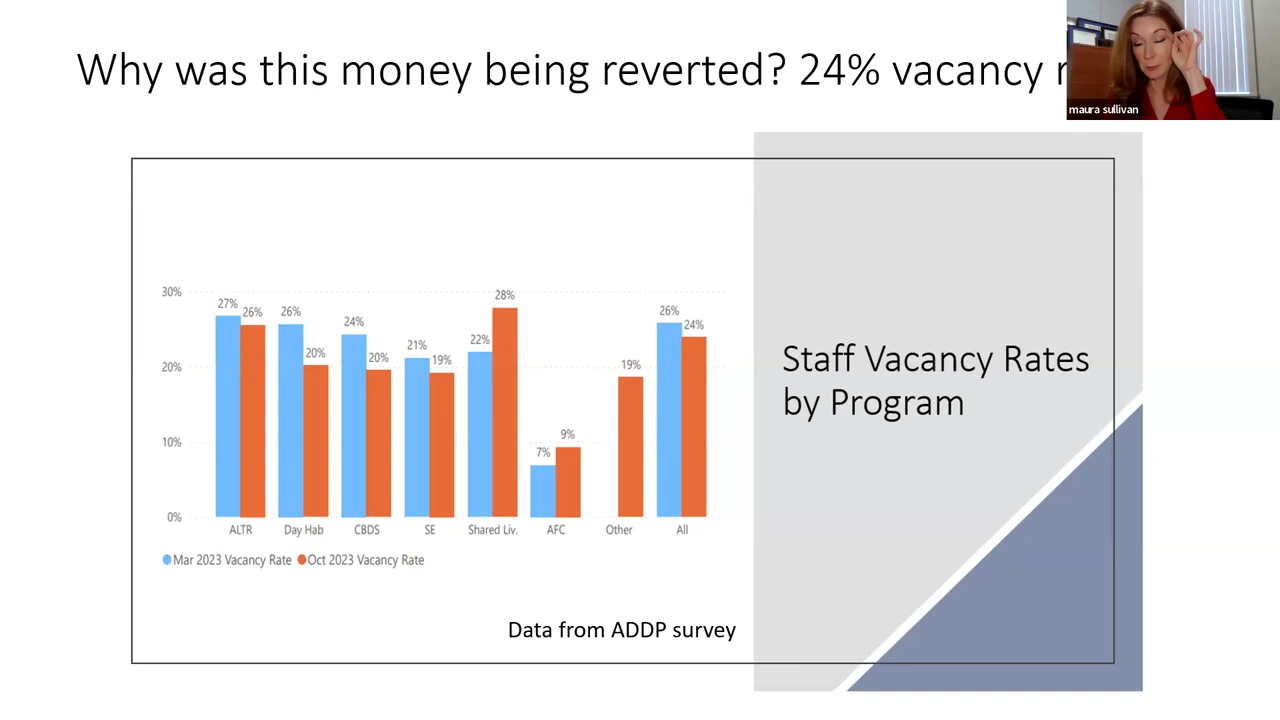 Why was this money being reverted? 24% vacancy
maura sullivan
30%
20%
10%
0%
27%
26%
26%
20%
24%
20%
21%
19%
22%
28%
7%
9%
19%
26%
24%
ALTR Day Hab CBDS SE Shared Liv. AFC Other All
Mar 2023 Vacancy Rate Oct 2023 Vacancy Rate
Data from ADDP survey
Staff Vacancy Rates
by Program